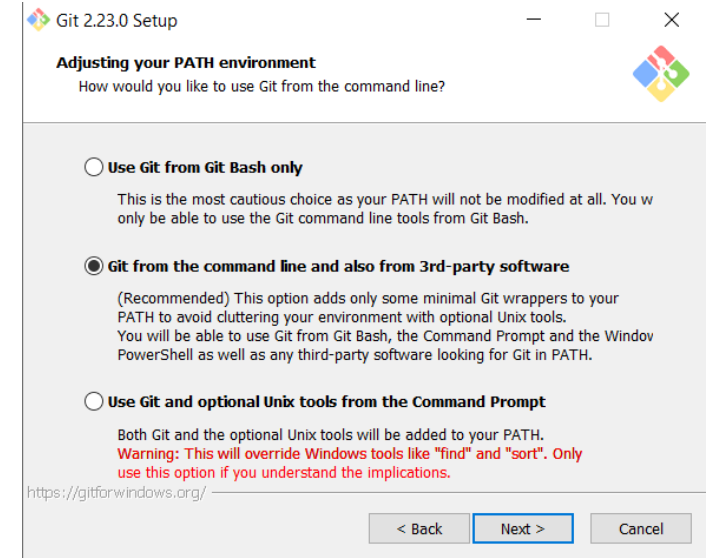 Git 2.23.0 Setup
Adjusting your PATH environment
How would you like to use Git from the command line?
Use Git from Git Bash only
This is the most cautious choice as your PATH will not be modified at all. You w
only be able to use the Git command line tools from Git Bash.
Git from the command line and also from 3rd-party software
(Recommended) This option adds only some minimal Git wrappers to your
PATH to avoid cluttering your environment with optional Unix tools.
You will be able to use Git from Git Bash, the Command Prompt and the Window
PowerShell as well as any third-party software looking for Git in PATH.
Use Git and optional Unix tools from the Command Prompt
Both Git and the optional Unix tools will be added to your PATH.
Warning: This will override Windows tools like "find" and "sort". Only
use this option if you understand the implications.
https://gitforwindows.org/
< Back Next > Cancel